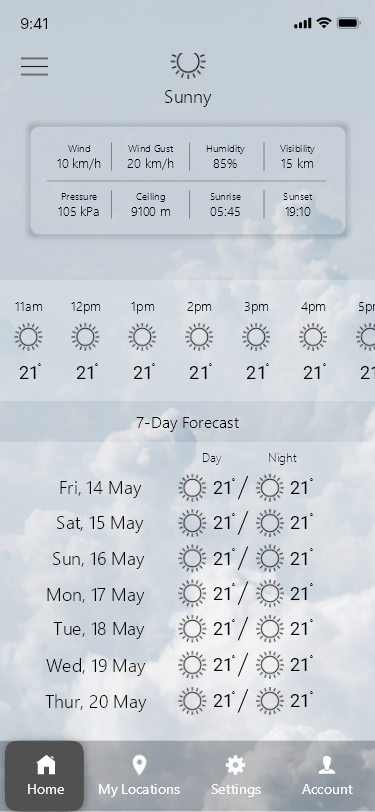 9:41
Sunny
Wind Wind Gust Humidity Visibility
10 km/h 20 km/h 85% 15 km
Pressure Ceiling Sunrise Sunset
105 kPa 9100 m 05:45 19:10
11am 12pm 1pm 2pm 3pm 4pm 5p
21° 21° 21° 21° 21° 21° 21
7-Day Forecast
Day Night
Fri, 14 May 21° / 21°
Sat, 15 May 21° / 21°
Sun, 16 May 21° / 21°
Mon, 17 May 21° / 21°
Tue, 18 May 21° / 21°
Wed, 19 May 21° / 21°
Thur, 20 May 21° / 21°
Home My Locations Settings Account